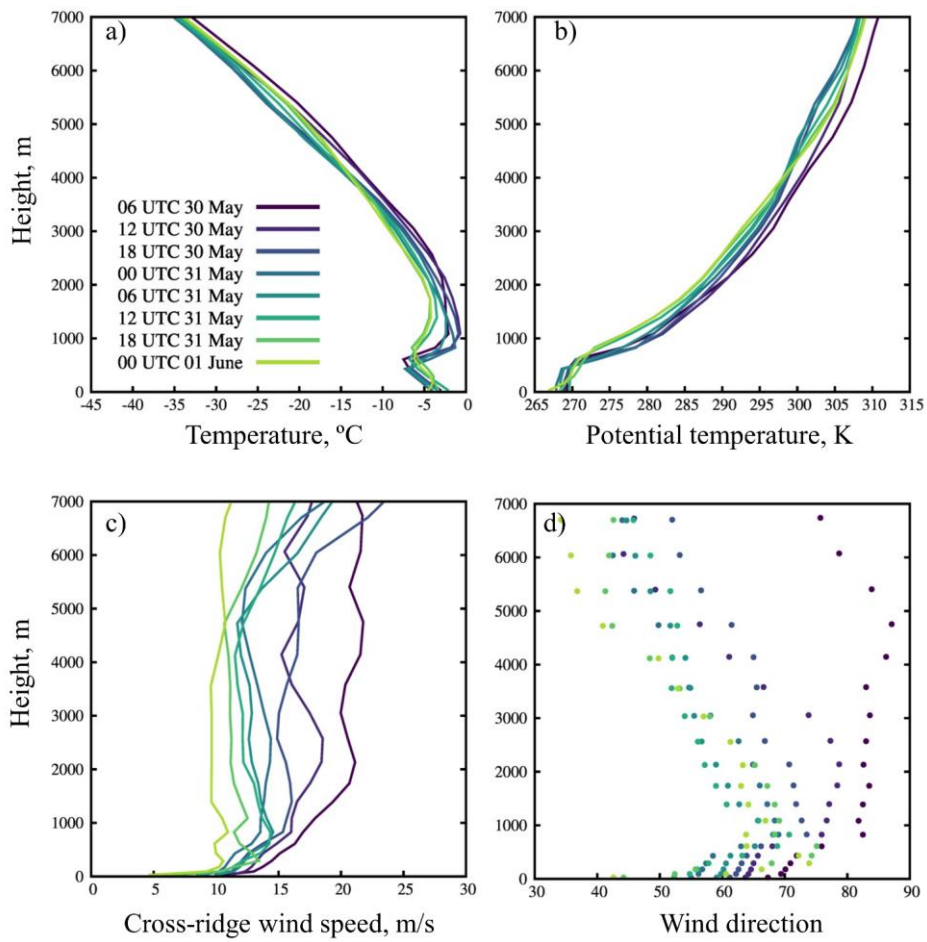 a)
7000
6000
5000
4000
3000
2000
1000
0
Height, m
06 UTC 30 May
12 UTC 30 May
18 UTC 30 May
00 UTC 31 May
06 UTC 31 May
12 UTC 31 May
18 UTC 31 May
00 UTC 01 June
-45 -40 -35 -30 -25 -20 -15 -10 -5 0
Temperature, ºC
b)
7000
6000
5000
4000
3000
2000
1000
0
265 270 275 280 285 290 295 300 305 310 315
Potential temperature, K
c)
7000
6000
5000
4000
3000
2000
1000
0
Height, m
0 5 10 15 20 25 30
Cross-ridge wind speed, m/s
d)
7000
6000
5000
4000
3000
2000
1000
0
30 40 50 60 70 80 90
Wind direction